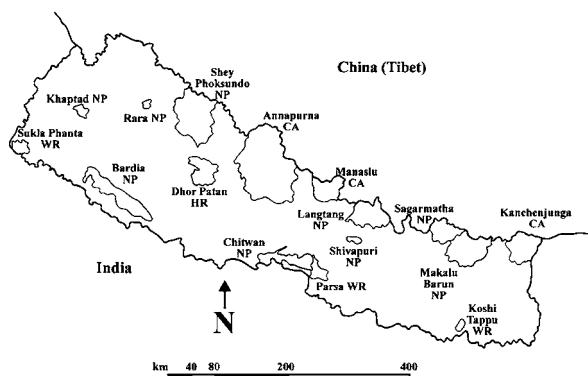 China (Tibet)
Shey
Phoksundo
NP
Khaptad NP
Rara NP
Annapurna
CA
Sukla Phanta
WR
Bardia
NP
Dhor Patan
HR
Manaslu
CA
Langtang
NP
Sagarmatha
NP
Kanchenjunga
CA
Chitwan
NP
Shivapuri
NP
India
Parsa WR
Makalu
Barun
NP
Koshi
Tappu
WR
N
km 40 80 200 400